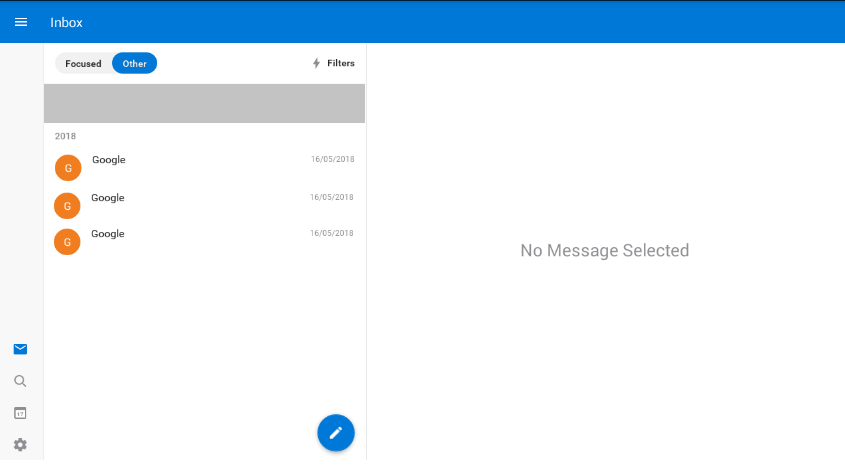 Inbox
Focused Other Filters
2018
G Google 16/05/2018
G Google 16/05/2018
G Google 16/05/2018
No Message Selected
17